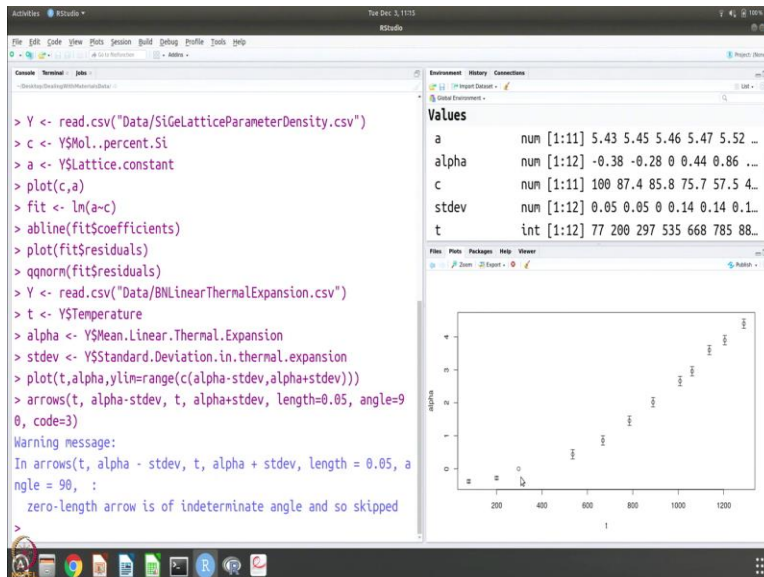 Activities RStudio Tue Dec 3, 11:15 100%
RStudio
File Edit Code View Plots Session Build Debug Profile Tools Help
Go to file/function Addins
Project: (None
Console Terminal Jobs
~/Desktop/DealingWithMaterialsData/
> Y <- read.csv("Data/SiGeLatticeParameterDensity.csv")
> c <- Y$Mol..percent.Si
> a <- Y$Lattice.constant
> plot(c,a)
> fit <- lm(a~c)
> abline(fit$coefficients)
> plot(fit$residuals)
> qqnorm(fit$residuals)
> Y <- read.csv("Data/BNLinearThermalExpansion.csv")
> t <- Y$Temperature
> alpha <- Y$Mean.Linear.Thermal.Expansion
> stdev <- Y$Standard.Deviation.in.thermal.expansion
> plot(t,alpha,ylim=range(c(alpha-stdev,alpha+stdev)))
> arrows(t, alpha-stdev, t, alpha+stdev, length=0.05, angle=9
0, code=3)
Warning message:
In arrows(t, alpha - stdev, t, alpha + stdev, length = 0.05, a
ngle = 90, :
zero-length arrow is of indeterminate angle and so skipped
>
Environment History Connections
Import Dataset List
Global Environment
Values
a num [1:11] 5.43 5.45 5.46 5.47 5.52 …
alpha num [1:12] -0.38 -0.28 0 0.44 0.86 ...
c num [1:11] 100 87.4 85.8 75.7 57.5 4…
stdev num [1:12] 0.05 0.05 0 0.14 0.14 0.1…
t int [1:12] 77 200 297 535 668 785 88…
Files Plots Packages Help Viewer
Zoom Export Publish
alpha
4
3
2
1
0
200 400 600 800 1000 1200
t